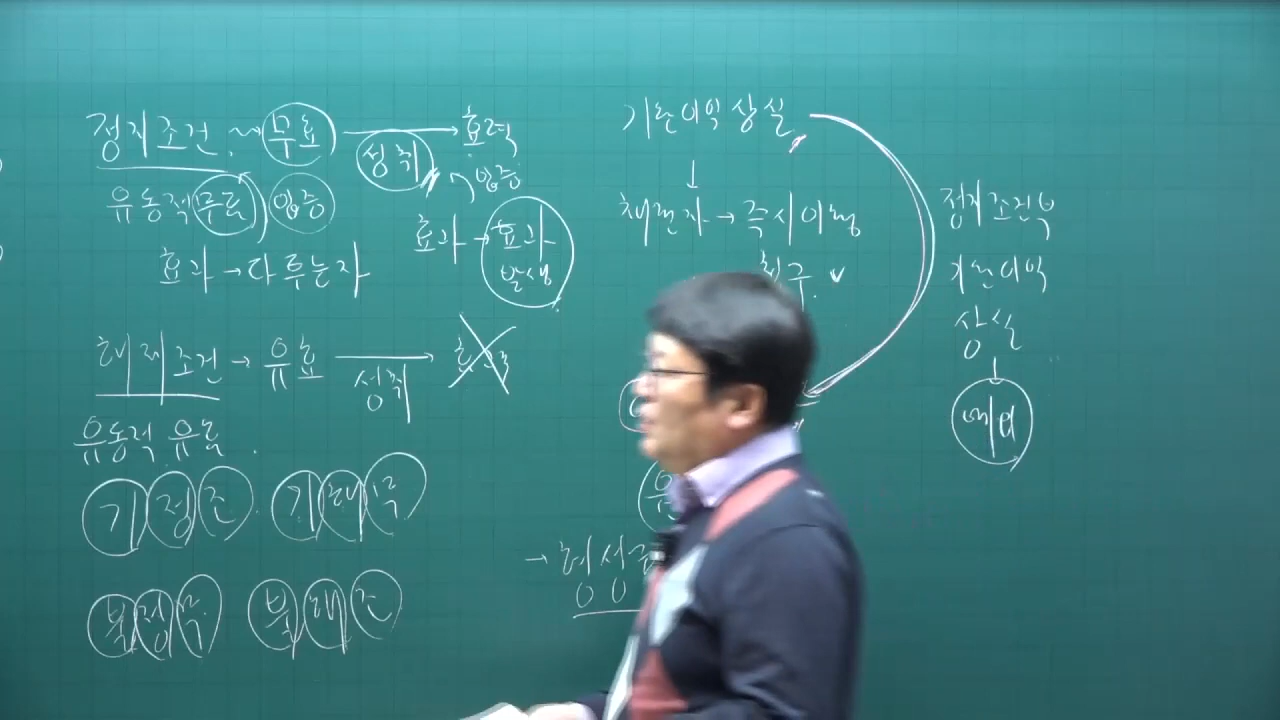 정지조건 → 무효 → 효력
성취
입증
유동적 무효 입증
효과 → 효과
발생
효과 → 다투는자
해제조건 → 유효 →
성취
유동적 유효.
기 정 조. 기 해 무
불 정 무 불 해 조
기한이익상실
↓
채권자 → 즉시이행
청구. ✓
→ 형성
정지조건부
기한이익
상실
↓